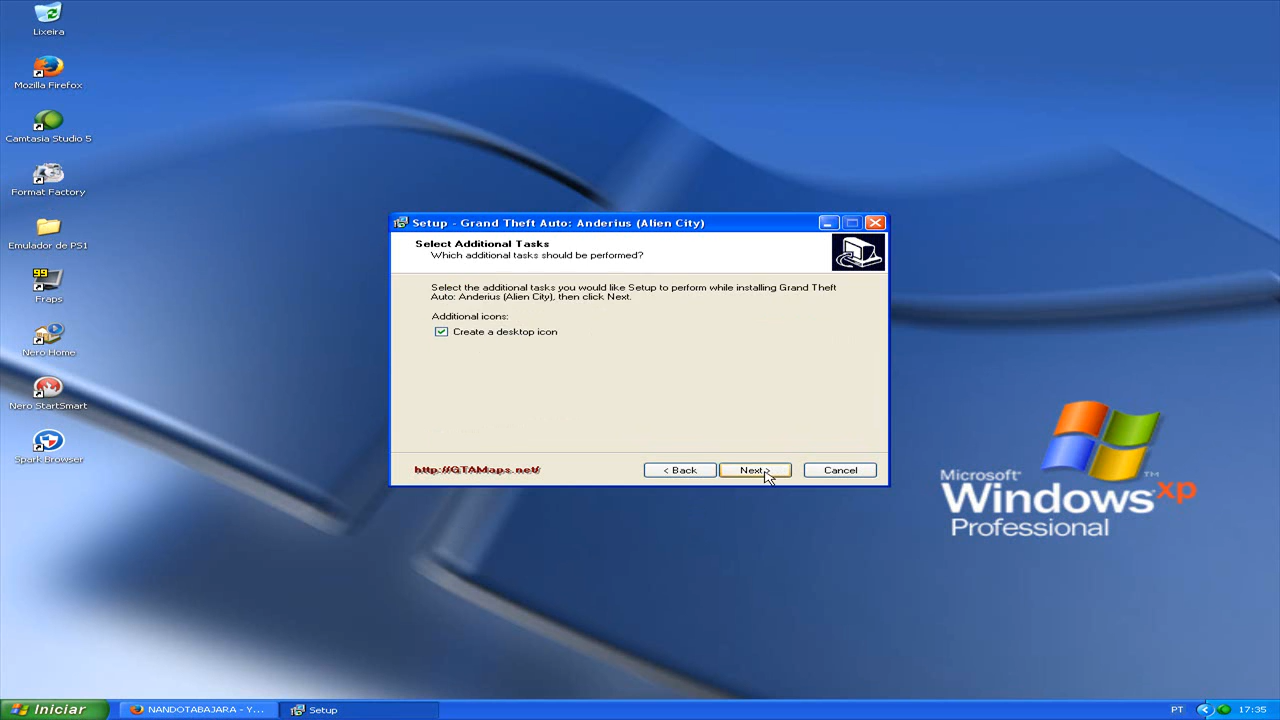 Lixeira
Mozilla Firefox
Camtasia Studio 5
Format Factory
Emulador de PS1
99
Fraps
Nero Home
Nero StartSmart
Spark Browser
Setup - Grand Theft Auto: Anderius (Alien City)
Select Additional Tasks
Which additional tasks should be performed?
Select the additional tasks you would like Setup to perform while installing Grand Theft
Auto: Anderius (Alien City), then click Next.
Additional icons:
Create a desktop icon
http://GTAMaps.net/
< Back
Next >
Cancel
Microsoft®
Windows xp
TM
Professional
Iniciar
NANDOTABAJARA - Y...
Setup
PT
17:35